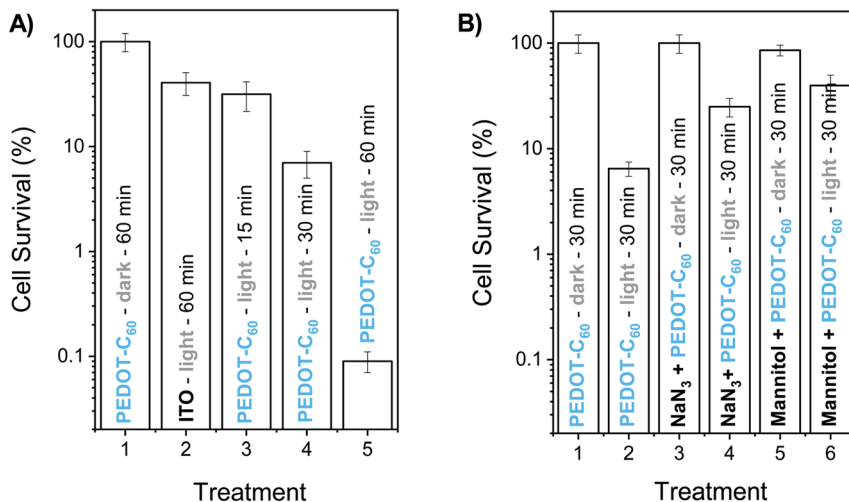 A)
Cell Survival (%)
100
10
1
0.1
PEDOT-C60 - dark - 60 min
ITO - light - 60 min
PEDOT-C60 - light - 15 min
PEDOT-C60 - light - 30 min
PEDOT-C60 - light - 60 min
1 2 3 4 5
Treatment
B)
Cell Survival (%)
100
10
1
0.1
PEDOT-C60 - dark - 30 min
PEDOT-C60 - light - 30 min
NaN3 + PEDOT-C60 - dark - 30 min
NaN3+ PEDOT-C60 - light - 30 min
Mannitol + PEDOT-C60 - dark - 30 min
Mannitol + PEDOT-C60 - light - 30 min
1 2 3 4 5 6
Treatment